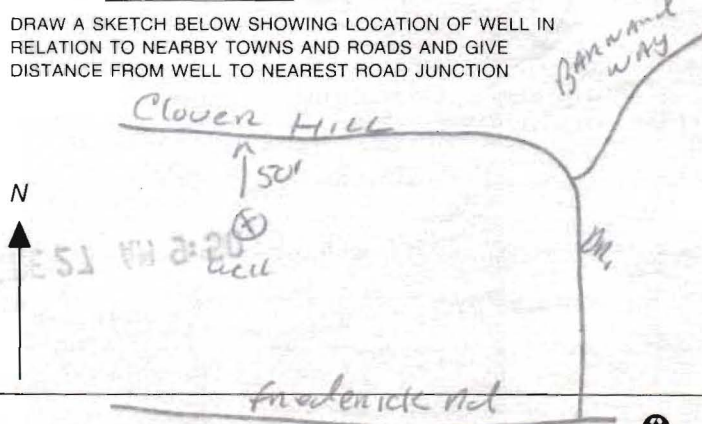 DRAW A SKETCH BELOW SHOWING LOCATION OF WELL IN
RELATION TO NEARBY TOWNS AND ROADS AND GIVE
DISTANCE FROM WELL TO NEAREST ROAD JUNCTION
BARNARD
WAY
Clover HILL
50'
N
well
DR.
Frederick Rd